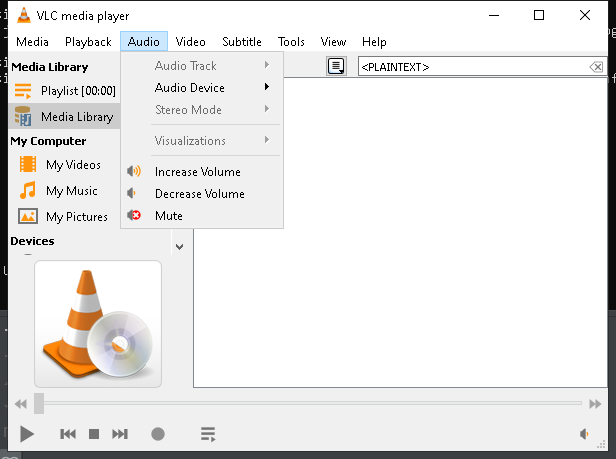 VLC media player
Media Playback Audio Video Subtitle Tools View Help
Media Library
Playlist [00:00]
Media Library
My Computer
My Videos
My Music
My Pictures
Devices
Audio Track
Audio Device
Stereo Mode
Visualizations
Increase Volume
Decrease Volume
Mute
<PLAINTEXT>